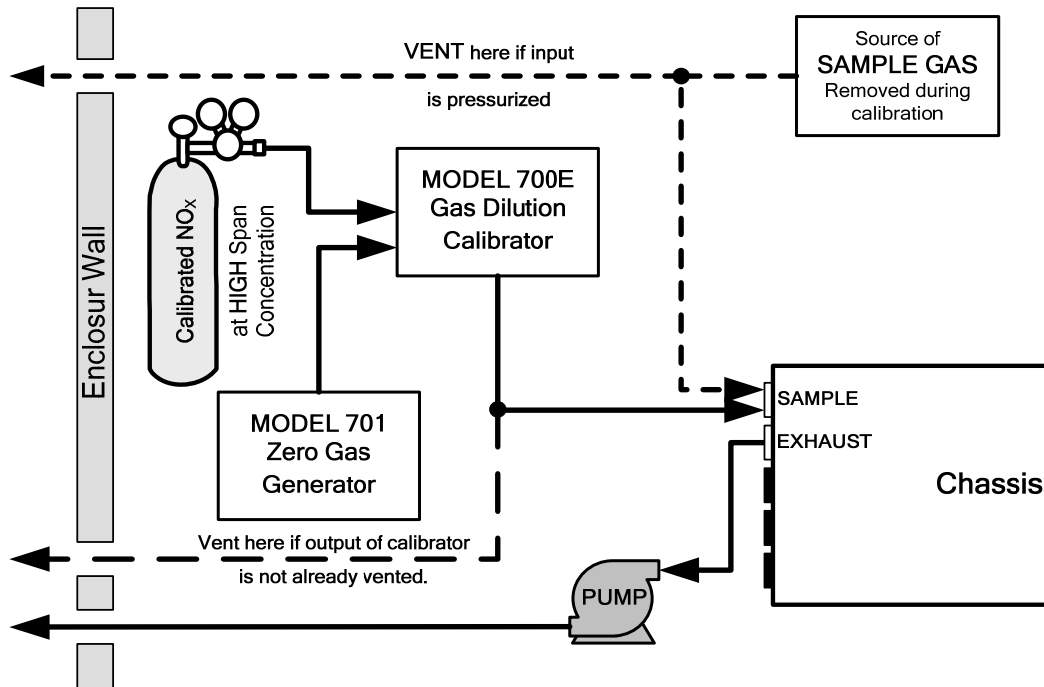 VENT here if input
is pressurized
Source of
SAMPLE GAS
Removed during
calibration
Enclosur Wall
Calibrated NOX
at HIGH Span
Concentration
MODEL 700E
Gas Dilution
Calibrator
MODEL 701
Zero Gas
Generator
SAMPLE
EXHAUST
Chassis
Vent here if output of calibrator
is not already vented.
PUMP